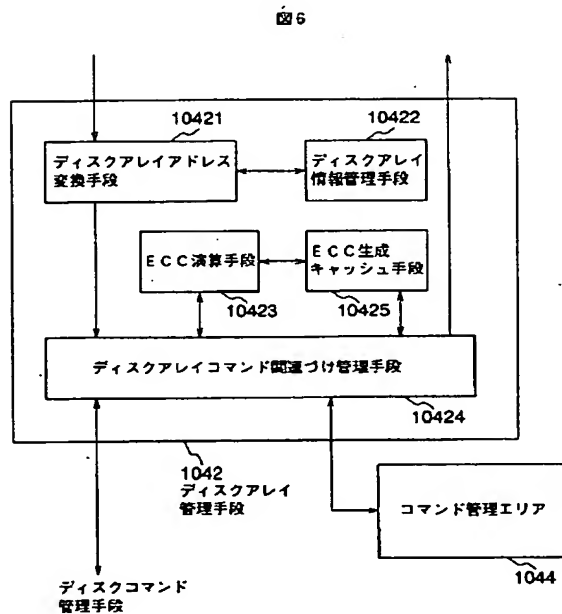 図6
10421
10422
ディスクアレイアドレス
変換手段
ディスクアレイ
情報管理手段
ECC演算手段
ECC生成
キャッシュ手段
10423
10425
ディスクアレイコマンド関連づけ管理手段
10424
1042
ディスクアレイ
管理手段
コマンド管理エリア
1044
ディスクコマンド
管理手段